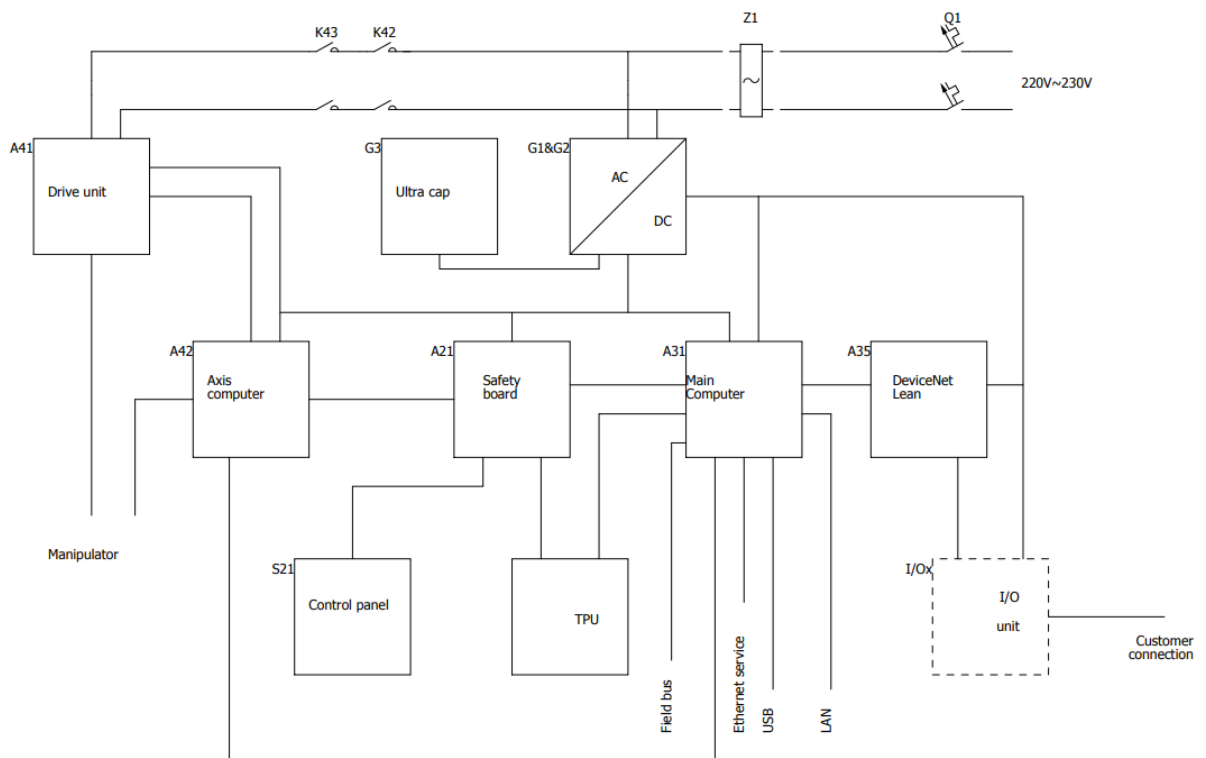 K43
K42
Z1
Q1
220V~230V
A41
Drive unit
G3
Ultra cap
G1&G2
AC
DC
A42
Axis
computer
A21
Safety
board
A31
Main
Computer
A35
DeviceNet
Lean
Manipulator
S21
Control panel
TPU
Field bus
Ethernet service
USB
LAN
I/Ox
I/O
unit
Customer
connection